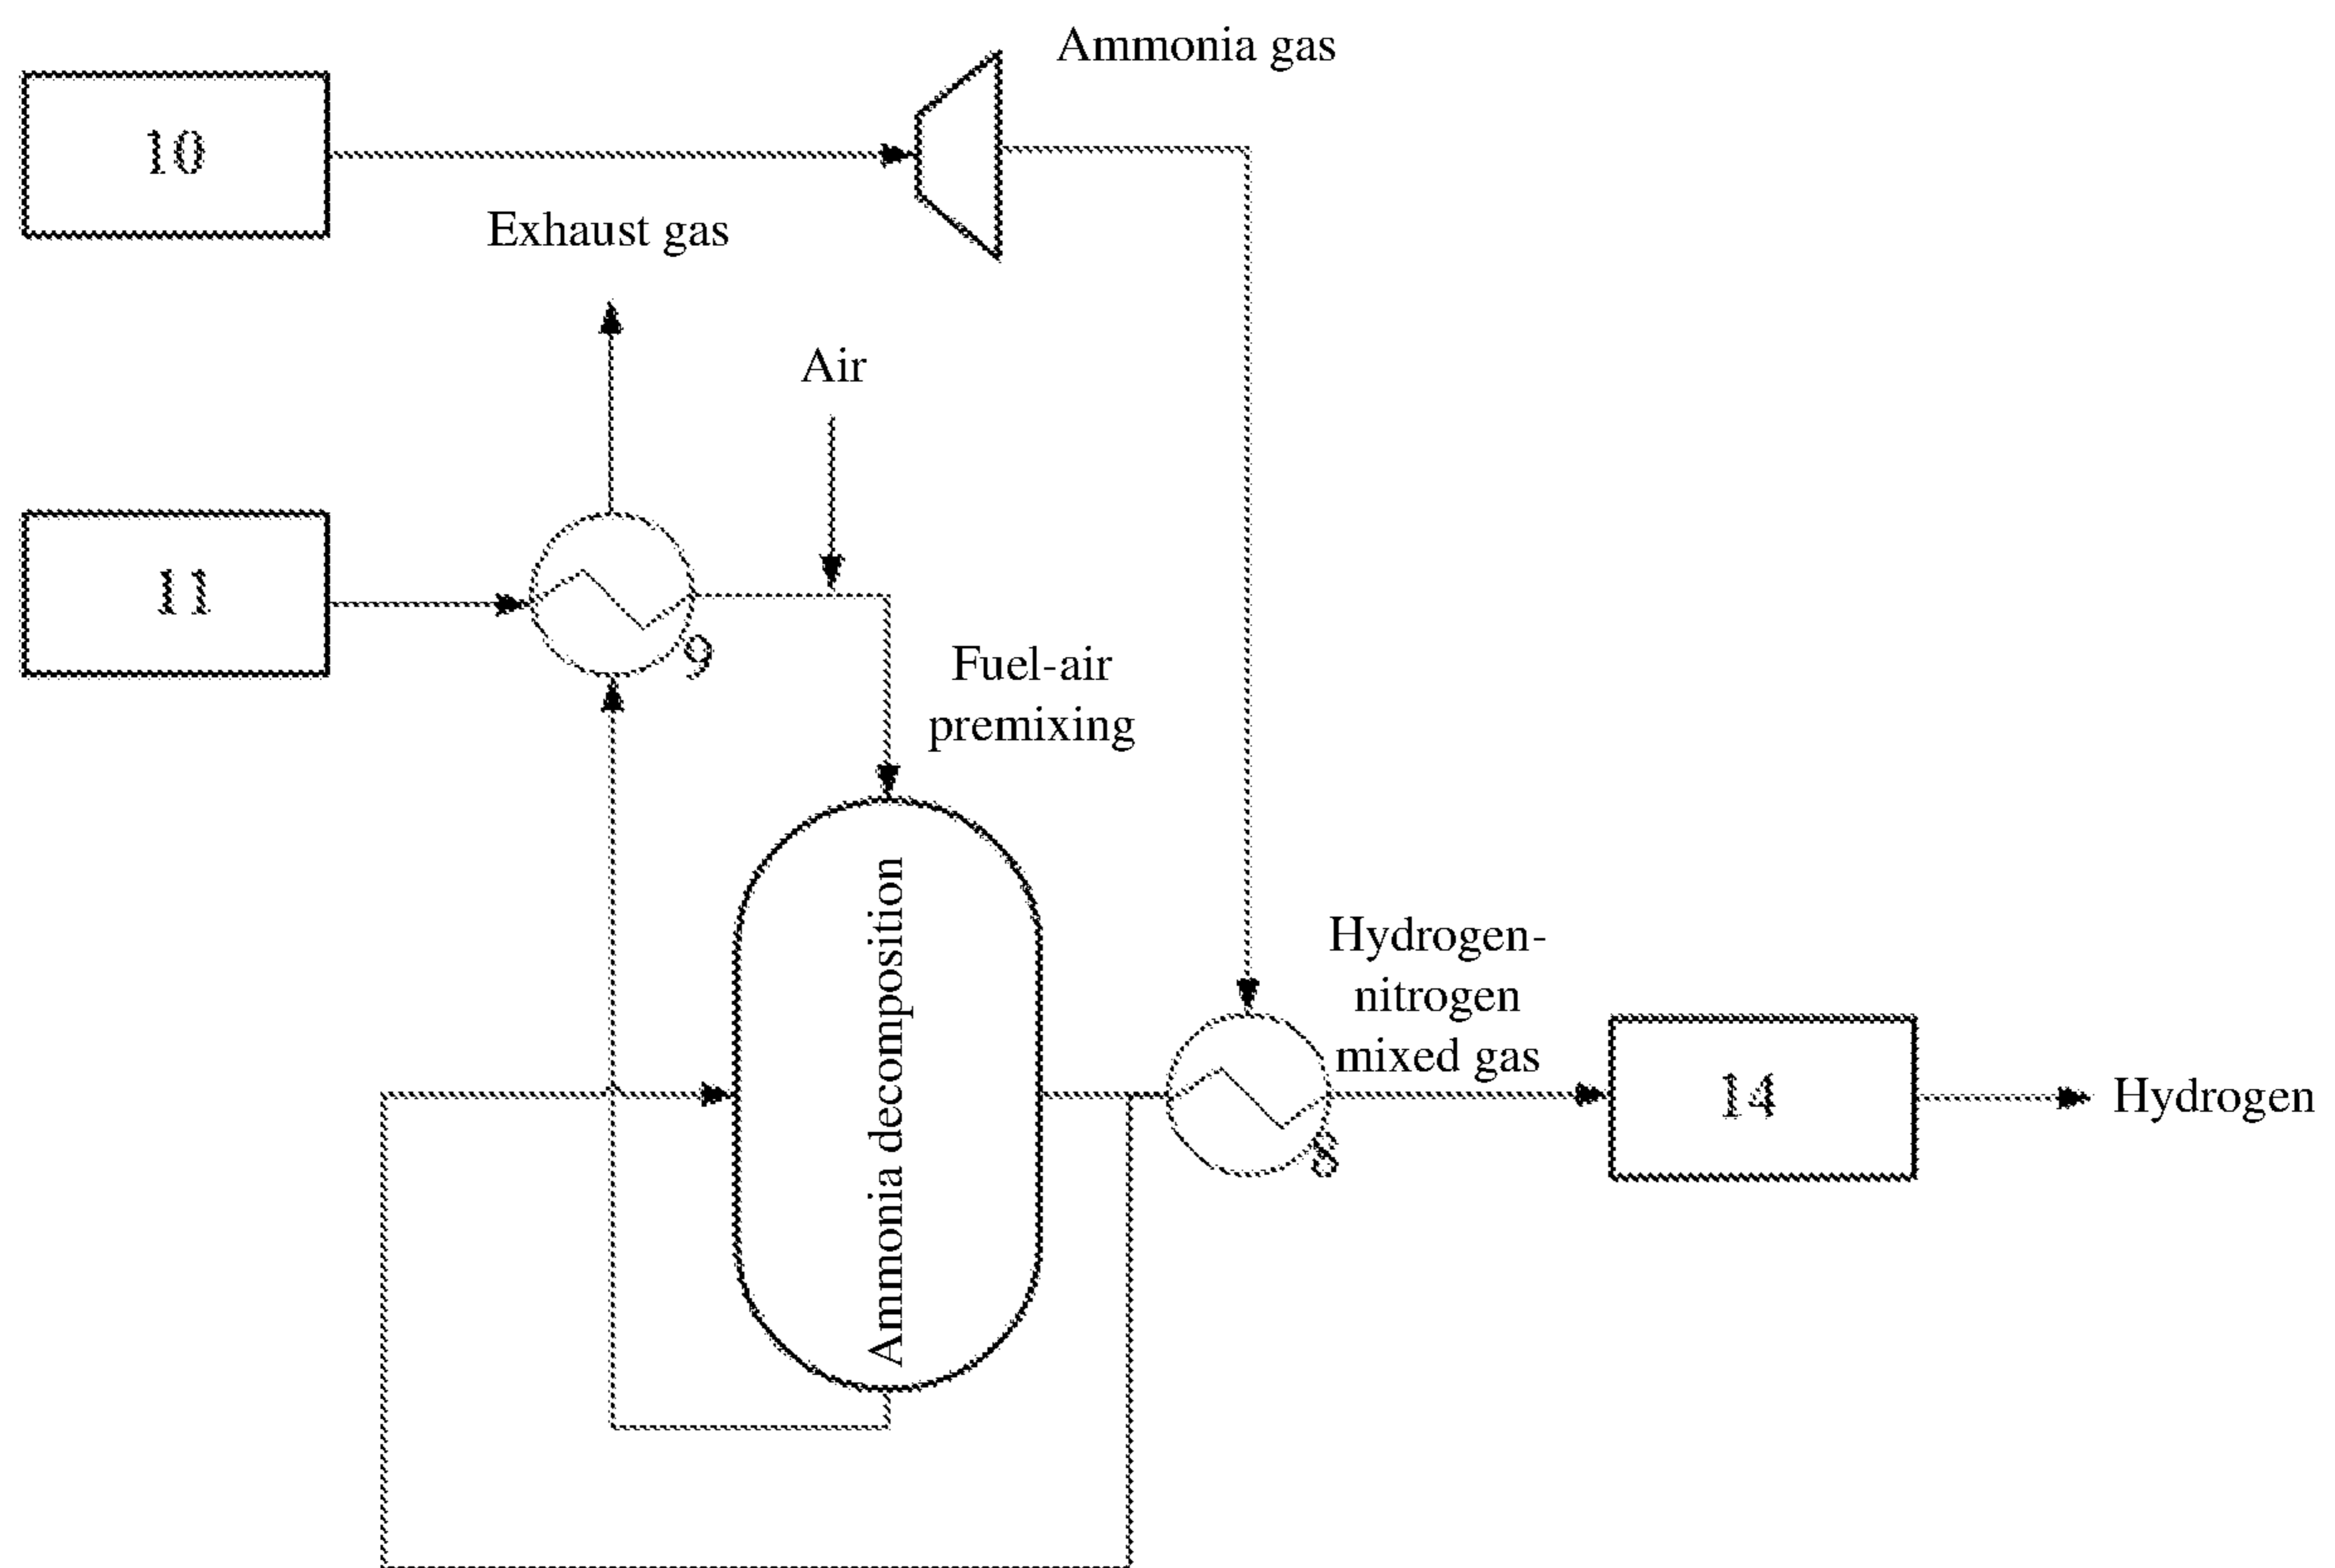 Ammonia gas
10
Exhaust gas
Air
11
9
Fuel-air
premixing
Ammonia decomposition
Hydrogen-
nitrogen
mixed gas
14
Hydrogen
8